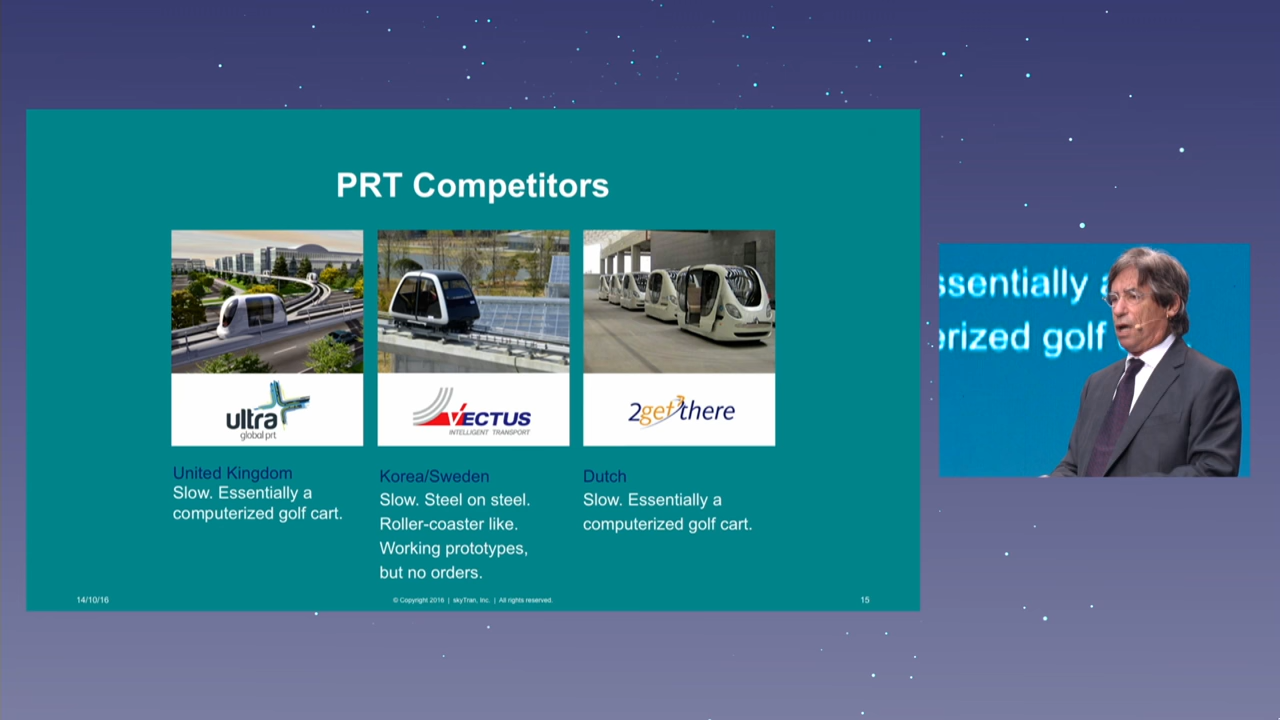 PRT Competitors
ultra
global prt
VECTUS
INTELLIGENT TRANSPORT
2getthere
United Kingdom
Slow. Essentially a
computerized golf cart.
Korea/Sweden
Slow. Steel on steel.
Roller-coaster like.
Working prototypes,
but no orders.
Dutch
Slow. Essentially a
computerized golf cart.
14/10/16
© Copyright 2016 | skyTran, Inc. | All rights reserved.
15
ssentially a
erized golf